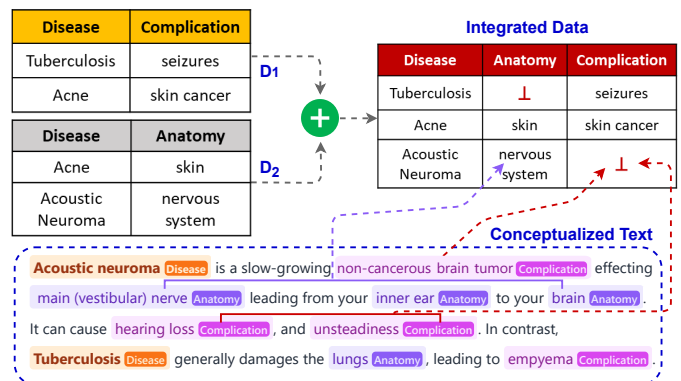 Disease Complication
Tuberculosis seizures
Acne skin cancer
D1
Disease Anatomy
Acne skin
Acoustic Neuroma nervous system
D2
+
Integrated Data
Disease Anatomy Complication
Tuberculosis ⊥ seizures
Acne skin skin cancer
Acoustic Neuroma nervous system ⊥
Conceptualized Text
Acoustic neuroma Disease is a slow-growing non-cancerous brain tumor Complication effecting
main (vestibular) nerve Anatomy leading from your inner ear Anatomy to your brain Anatomy .
It can cause hearing loss Complication , and unsteadiness Complication . In contrast,
Tuberculosis Disease generally damages the lungs Anatomy , leading to empyema Complication .